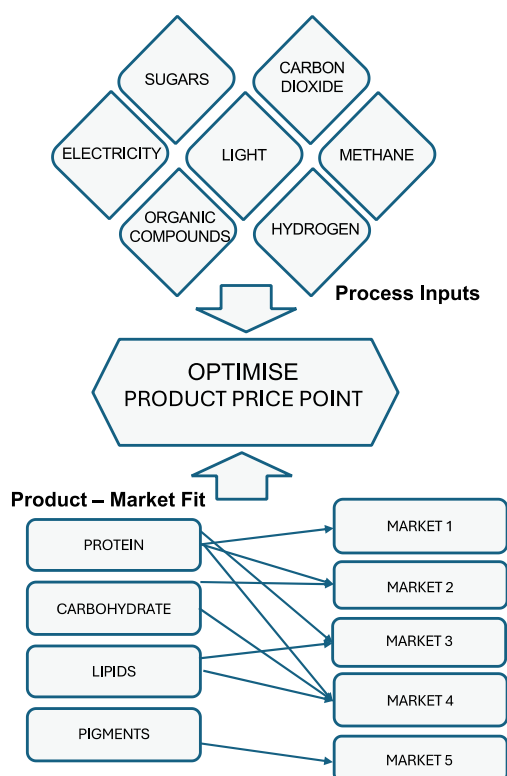 SUGARS
CARBON
DIOXIDE
ELECTRICITY
LIGHT
METHANE
ORGANIC
COMPOUNDS
HYDROGEN
Process Inputs
OPTIMISE
PRODUCT PRICE POINT
Product – Market Fit
PROTEIN
MARKET 1
CARBOHYDRATE
MARKET 2
LIPIDS
MARKET 3
PIGMENTS
MARKET 4
MARKET 5